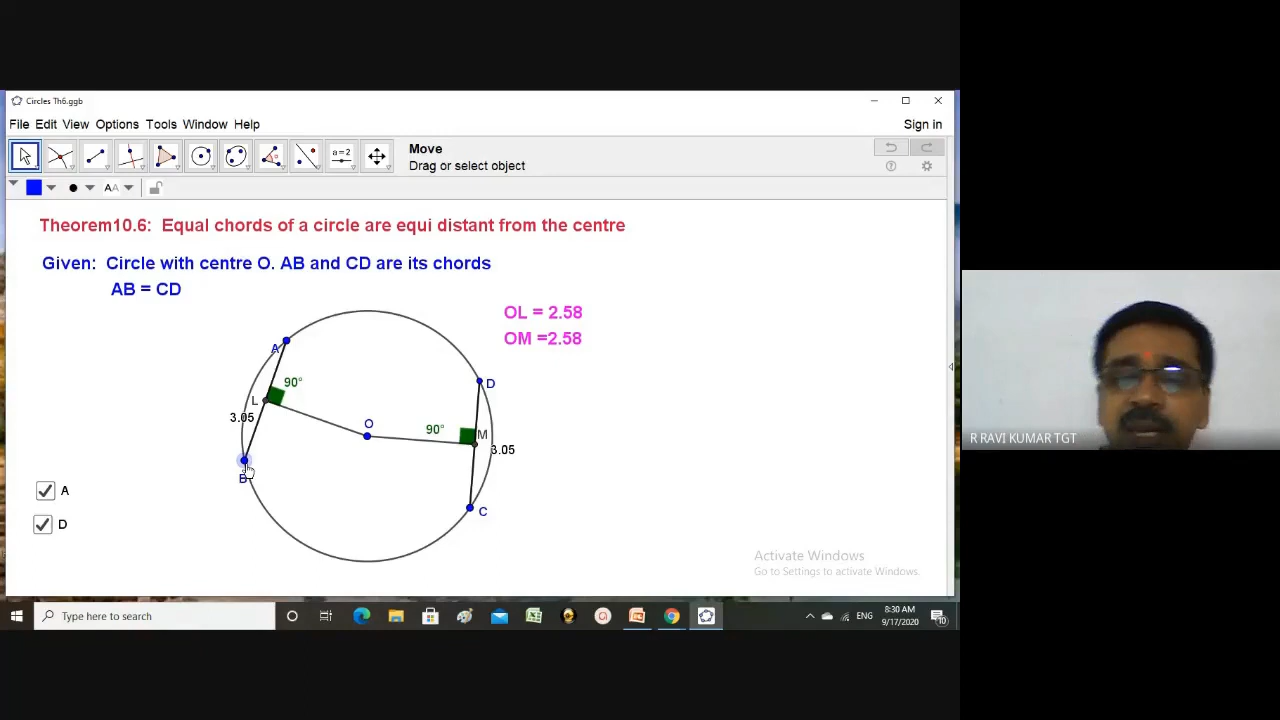 Circles Th6.ggb
File Edit View Options Tools Window Help
Sign in
a=2
Move
Drag or select object
AA
Theorem10.6: Equal chords of a circle are equi distant from the centre
Given: Circle with centre O. AB and CD are its chords
AB = CD
OL = 2.58
OM =2.58
A
D
90°
L
3.05
O
90°
M
3.05
B
C
A
D
R RAVI KUMAR TGT
Activate Windows
Go to Settings to activate Windows.
Type here to search
ENG
8:30 AM
9/17/2020
10